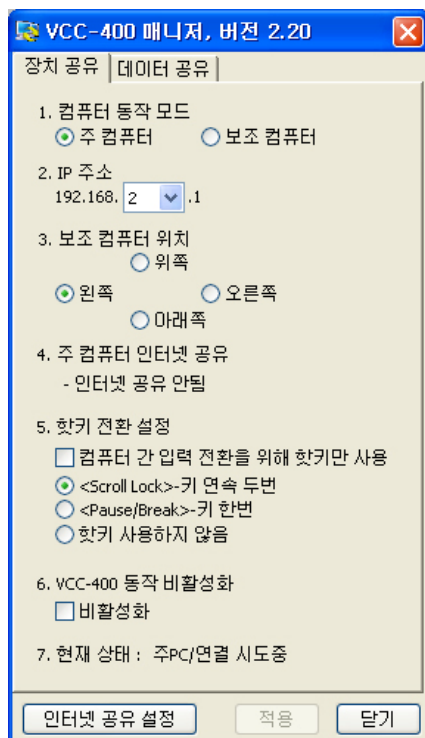 VCC-400 매니저, 버전 2.20
장치 공유 데이터 공유
1. 컴퓨터 동작 모드
주 컴퓨터 보조 컴퓨터
2. IP 주소
192.168. 2 .1
3. 보조 컴퓨터 위치
위쪽
왼쪽 오른쪽
아래쪽
4. 주 컴퓨터 인터넷 공유
- 인터넷 공유 안됨
5. 핫키 전환 설정
컴퓨터 간 입력 전환을 위해 핫키만 사용
<Scroll Lock>-키 연속 두번
<Pause/Break>-키 한번
핫키 사용하지 않음
6. VCC-400 동작 비활성화
비활성화
7. 현재 상태 : 주PC/연결 시도중
인터넷 공유 설정 적용 닫기